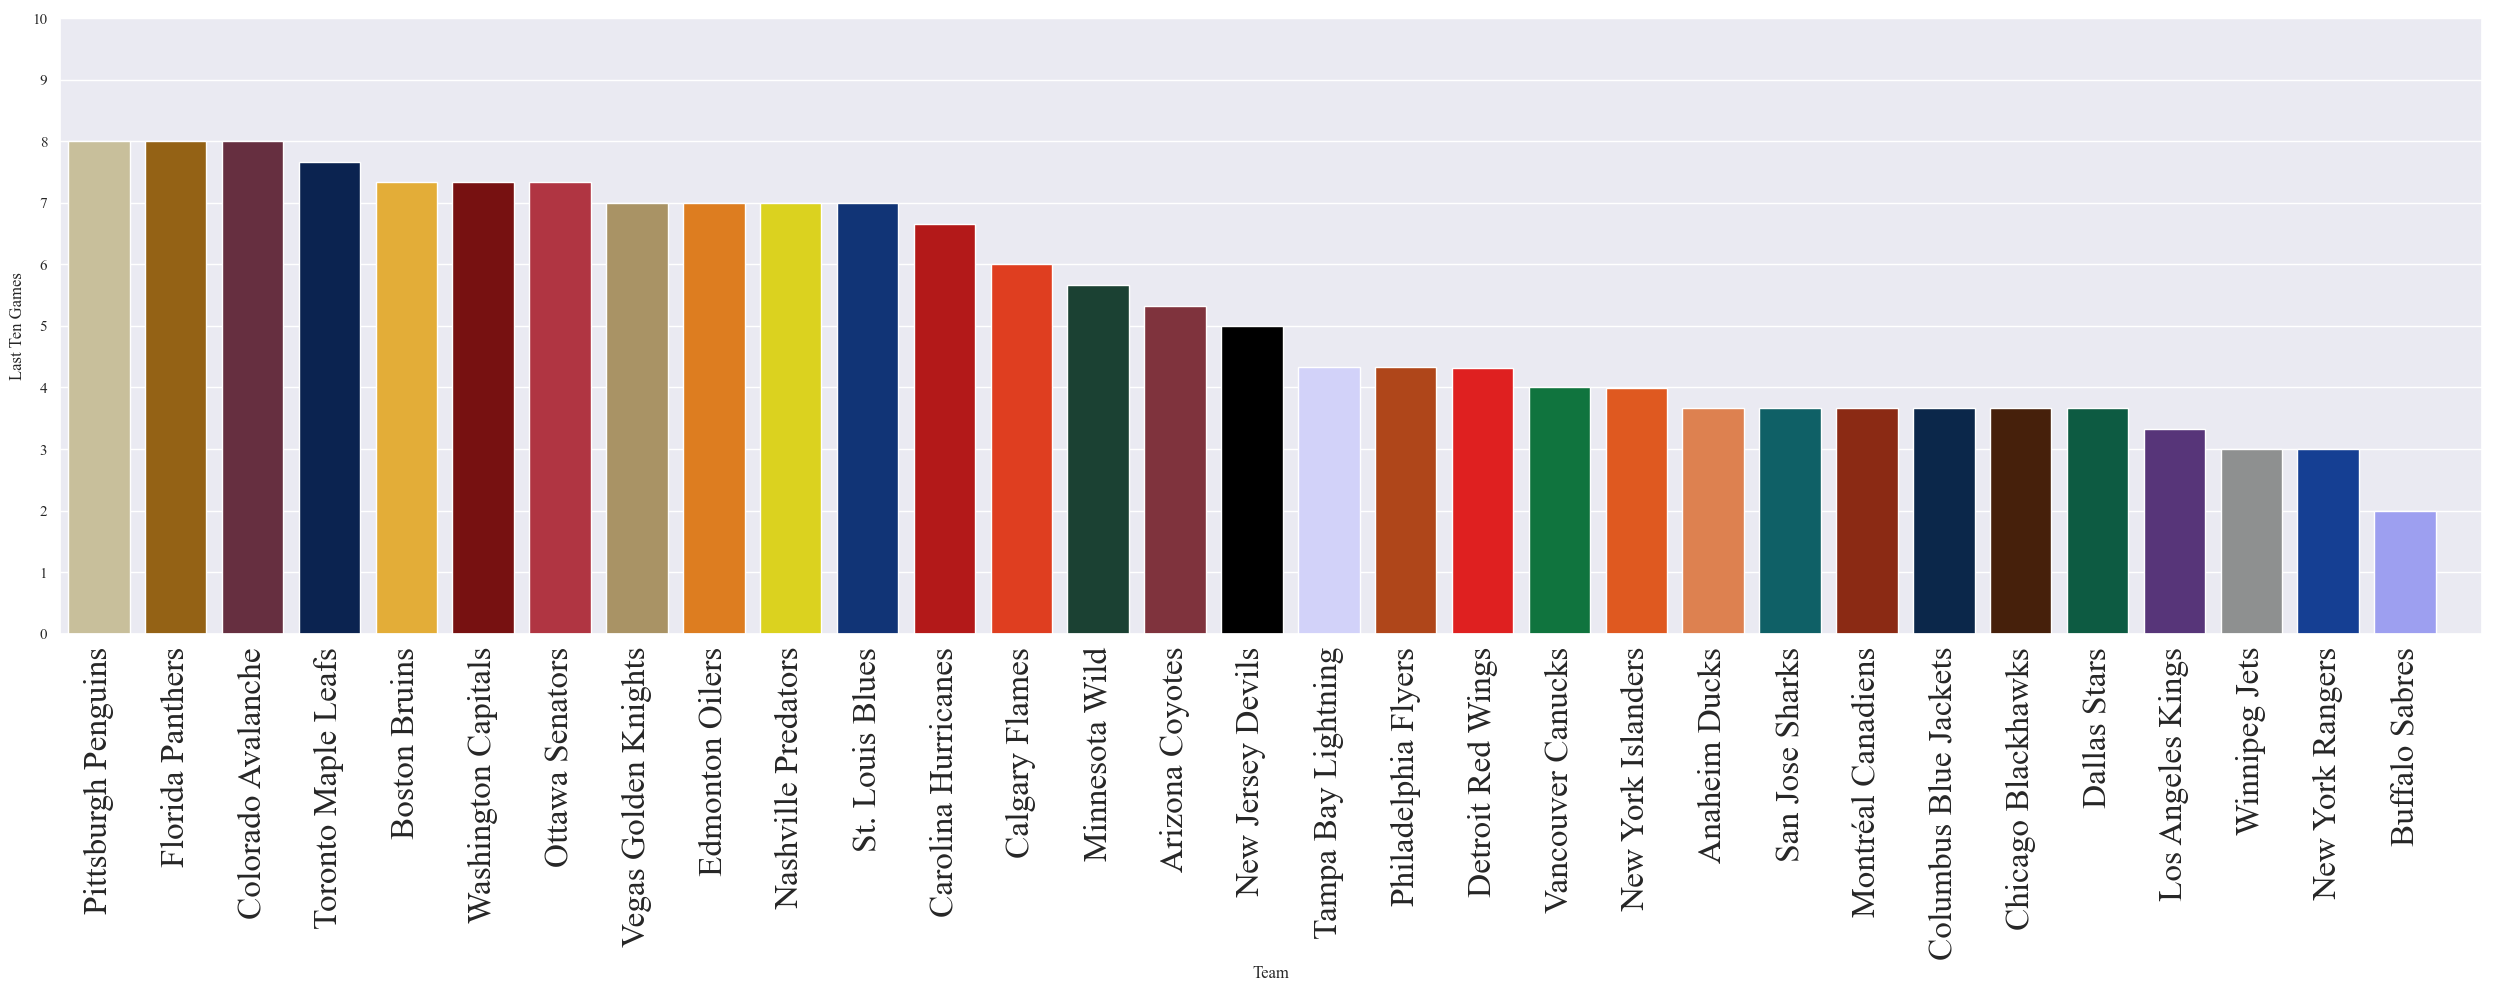 10
9
8
7
6
5
4
3
2
1
0
Last Ten Games
Pittsburgh Penguins
Florida Panthers
Colorado Avalanche
Toronto Maple Leafs
Boston Bruins
Washington Capitals
Ottawa Senators
Vegas Golden Knights
Edmonton Oilers
Nashville Predators
St. Louis Blues
Carolina Hurricanes
Calgary Flames
Minnesota Wild
Arizona Coyotes
New Jersey Devils
Tampa Bay Lightning
Philadelphia Flyers
Detroit Red Wings
Vancouver Canucks
New York Islanders
Anaheim Ducks
San Jose Sharks
Montréal Canadiens
Columbus Blue Jackets
Chicago Blackhawks
Dallas Stars
Los Angeles Kings
Winnipeg Jets
New York Rangers
Buffalo Sabres
Team